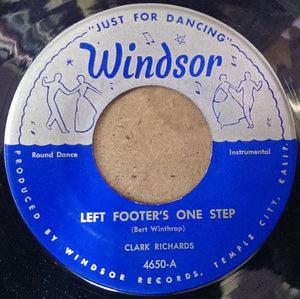 "JUST FOR DANCING"
Windsor
Round Dance
Instrumental
LEFT FOOTER'S ONE STEP
(Bert Winthrop)
CLARK RICHARDS
4650-A
MFD. BY WINDSOR RECORDS, TEMPLE CITY, CALIF.